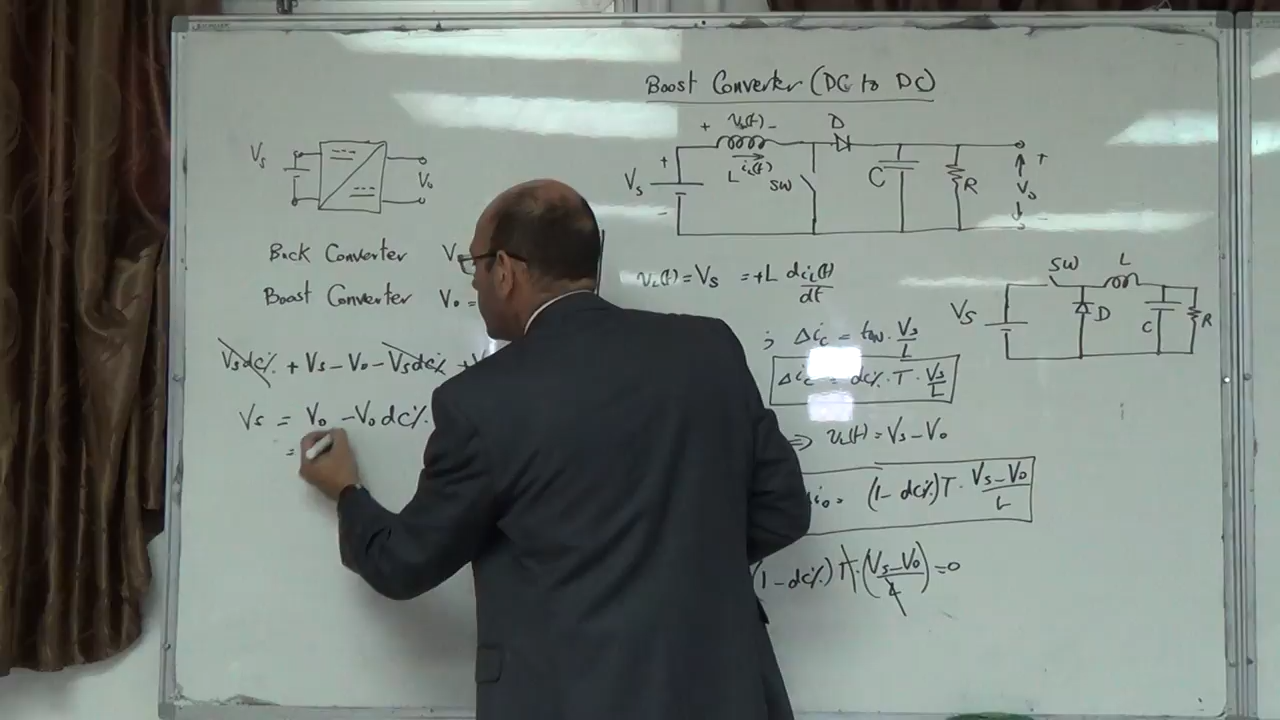 Boost Converter (DC to DC)
Vs
Vo
+ VL(t) -
D
+
Vs
-
L
iL(t)
SW
C
R
+
Vo
-
Buck Converter V
Boost Converter Vo =
Vs dc% + Vs - Vo - Vs dc% +
Vs = Vo - Vo dc%
=
VL(t) = Vs = +L diL(t)/dt
; Δic = ton · Vs/L
Δic = dc% · T · Vs/L
⇒ VL(t) = Vs - Vo
io = (1 - dc%) T · Vs - Vo/L
(1 - dc%) T · (Vs - Vo/L) = 0
SW
L
Vs
D
C
R